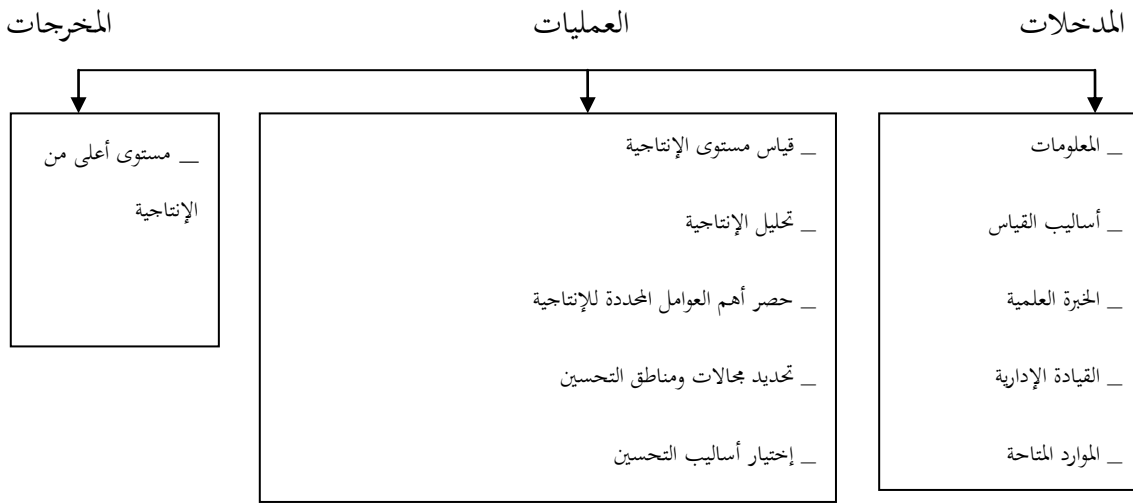 المدخلات
العمليات
المخرجات
_ المعلومات
_ أساليب القياس
_ الخبرة العلمية
_ القيادة الإدارية
_ الموارد المتاحة
_ قياس مستوى الإنتاجية
_ تحليل الإنتاجية
_ حصر أهم العوامل المحددة للإنتاجية
_ تحديد مجالات ومناطق التحسين
_ إختيار أساليب التحسين
_ مستوى أعلى من
الإنتاجية